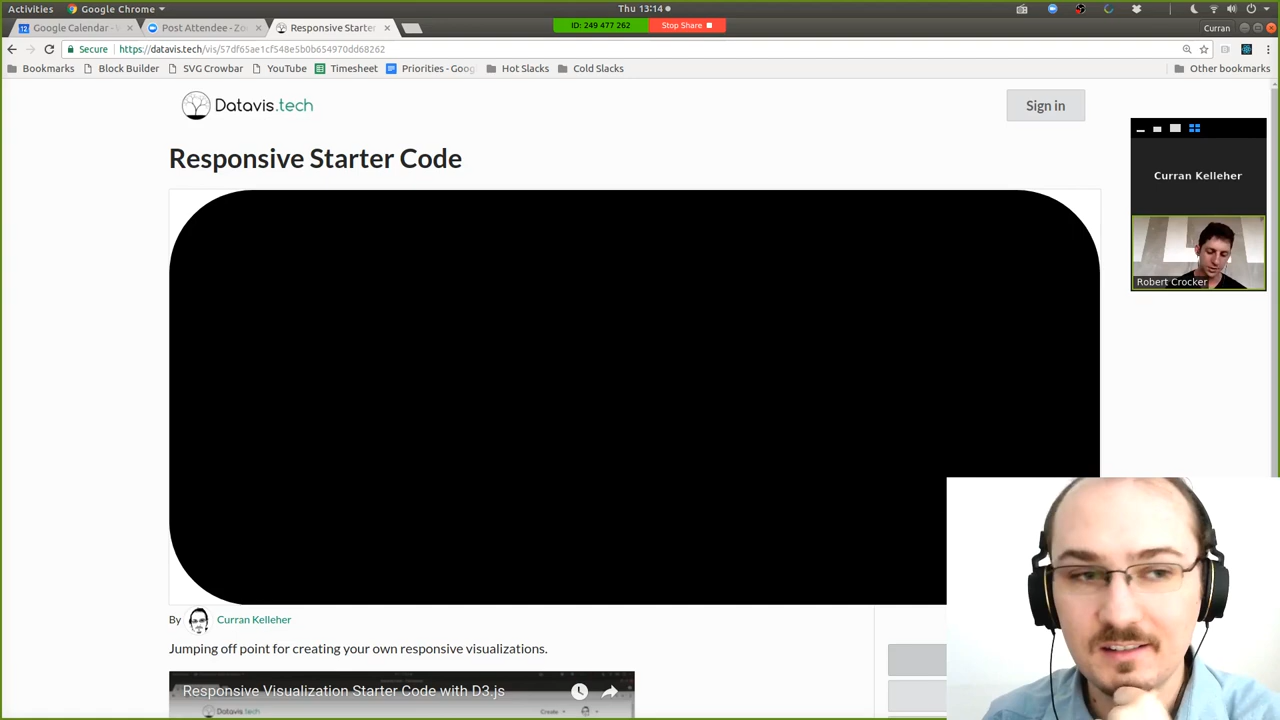 Activities Google Chrome Thu 13:14 Curran
Google Calendar - Post Attendee - Zo Responsive Starter ID: 249 477 262 Stop Share
Secure https://datavis.tech/vis/57df65ae1cf548e5b0b654970dd68262
Bookmarks Block Builder SVG Crowbar YouTube Timesheet Priorities - Goog Hot Slacks Cold Slacks Other bookmarks
Datavis.tech Sign in
Responsive Starter Code
Curran Kelleher
Robert Crocker
By Curran Kelleher
Jumping off point for creating your own responsive visualizations.
Responsive Visualization Starter Code with D3.js
Datavis.tech Create